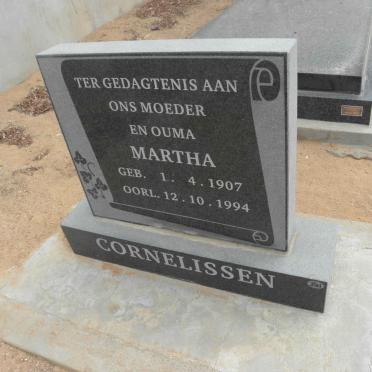 TER GEDAGTENIS AAN
ONS MOEDER
EN OUMA
MARTHA
GEB. 1. 4. 1907
OORL. 12. 10. 1994
CORNELISSEN